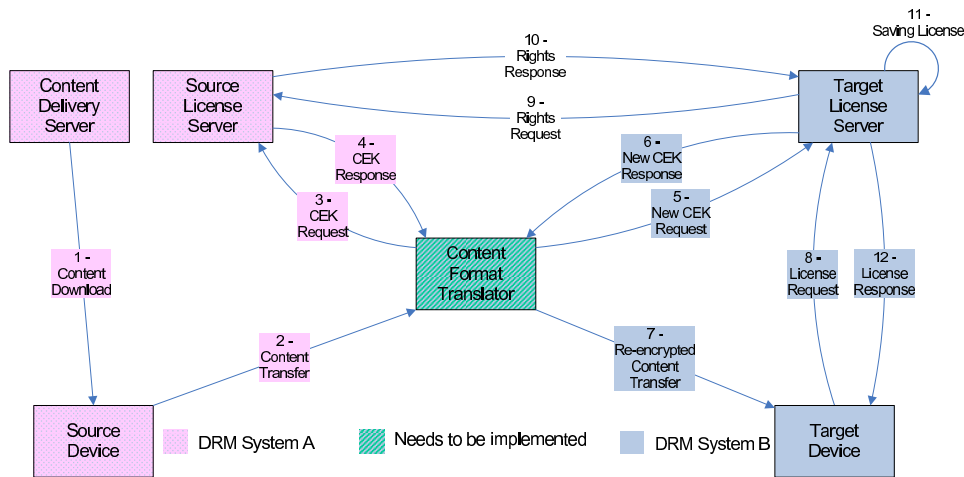 11 -
Saving License
10 -
Rights
Response
Content
Delivery
Server
Source
License
Server
Target
License
Server
9 -
Rights
Request
4 -
CEK
Response
6 -
New CEK
Response
3 -
CEK
Request
5 -
New CEK
Request
Content
Format
Translator
1 -
Content
Download
8 -
License
Request
12 -
License
Response
2 -
Content
Transfer
7 -
Re-encrypted
Content
Transfer
Source
Device
DRM System A
Needs to be implemented
DRM System B
Target
Device